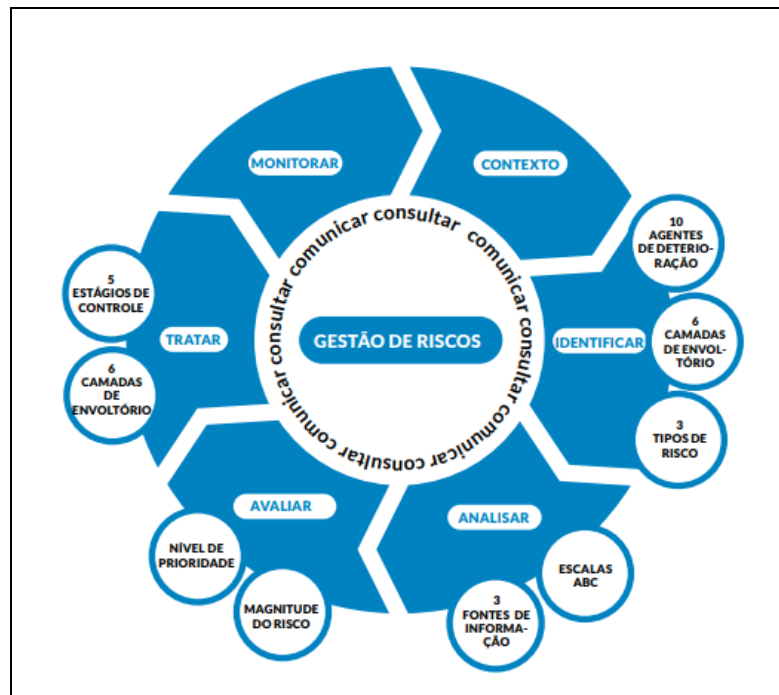 MONITORAR
CONTEXTO
10
AGENTES
DE DETERIO-
RAÇÃO
5
ESTÁGIOS DE
CONTROLE
comunicar consultar comunicar consultar comunicar consultar comunicar consultar comunicar consultar
GESTÃO DE RISCOS
TRATAR
IDENTIFICAR
6
CAMADAS
DE ENVOL-
TÓRIO
6
CAMADAS
DE
ENVOLTÓRIO
3
TIPOS DE
RISCO
AVALIAR
ANALISAR
NÍVEL DE
PRIORIDADE
ESCALAS
ABC
MAGNITUDE
DO RISCO
3
FONTES DE
INFORMA-
ÇÃO